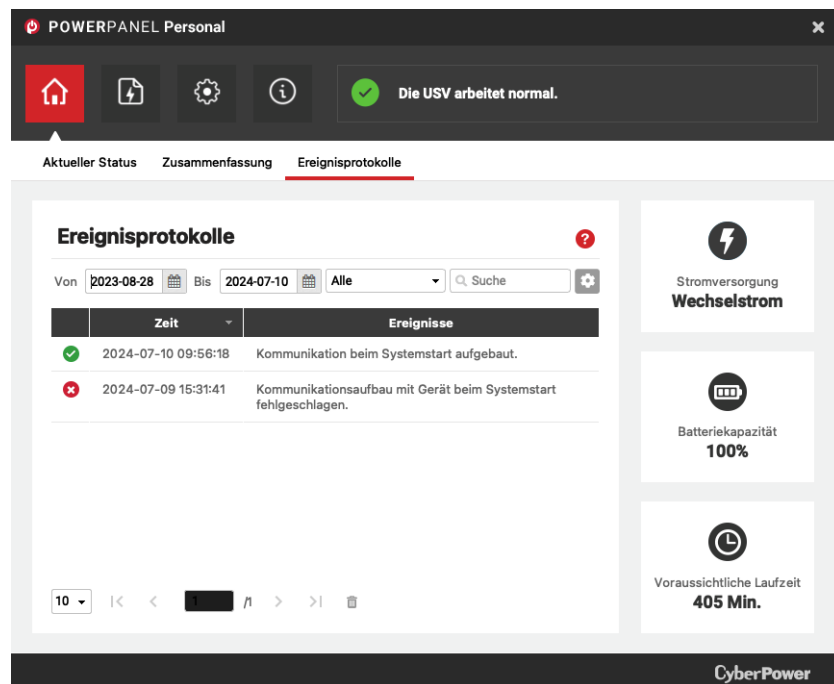 POWERPANEL Personal
Die USV arbeitet normal.
Aktueller Status Zusammenfassung Ereignisprotokolle
Ereignisprotokolle
Von 2023-08-28 Bis 2024-07-10 Alle Suche
Zeit Ereignisse
2024-07-10 09:56:18 Kommunikation beim Systemstart aufgebaut.
2024-07-09 15:31:41 Kommunikationsaufbau mit Gerät beim Systemstart
fehlgeschlagen.
10 1 /1
Stromversorgung
Wechselstrom
Batteriekapazität
100%
Voraussichtliche Laufzeit
405 Min.
CyberPower